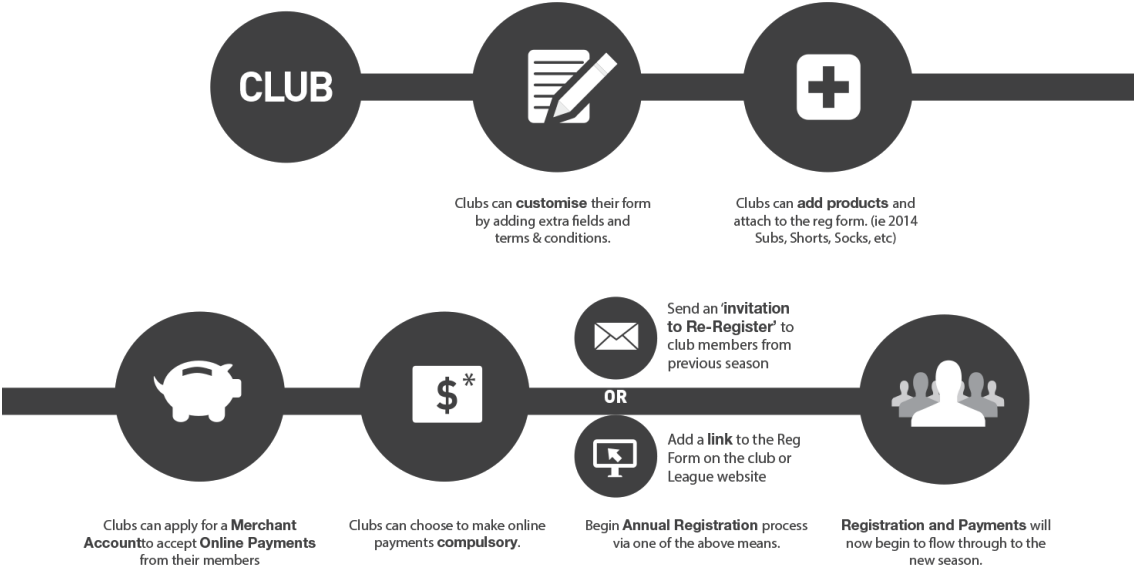 CLUB
Clubs can customise their form
by adding extra fields and
terms & conditions.
Clubs can add products and
attach to the reg form. (ie 2014
Subs, Shorts, Socks, etc)
$*
Send an ‘invitation
to Re-Register’ to
club members from
previous season
OR
Add a link to the Reg
Form on the club or
League website
Clubs can apply for a Merchant
Accountto accept Online Payments
from their members
Clubs can choose to make online
payments compulsory.
Begin Annual Registration process
via one of the above means.
Registration and Payments will
now begin to flow through to the
new season.